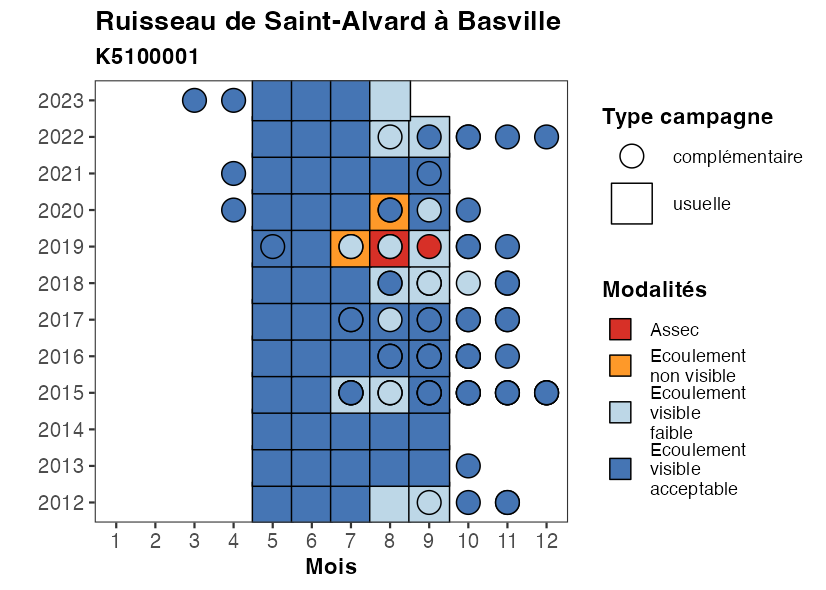 Ruisseau de Saint-Alvard à Basville
K5100001
2023
2022
2021
2020
2019
2018
2017
2016
2015
2014
2013
2012
1 2 3 4 5 6 7 8 9 10 11 12
Mois
Type campagne
complémentaire
usuelle
Modalités
Assec
Ecoulement
non visible
Ecoulement
visible
faible
Ecoulement
visible
acceptable